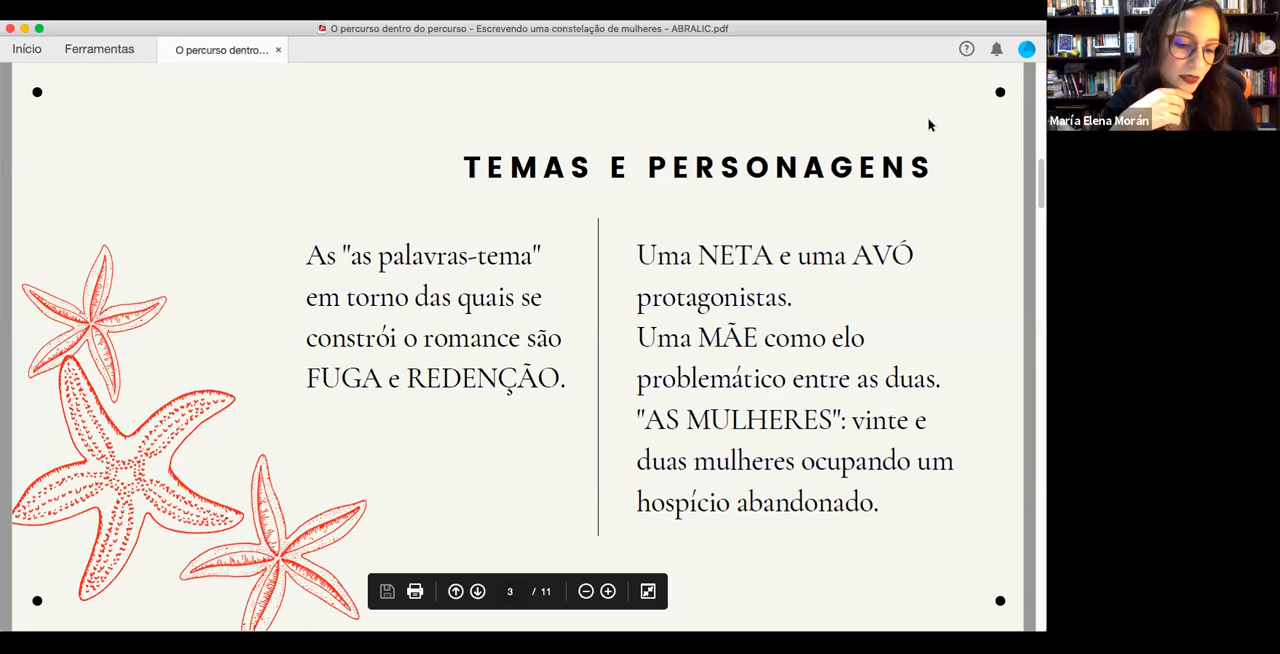 O percurso dentro do percurso - Escrevendo uma constelação de mulheres - ABRALIC.pdf
Início
Ferramentas
O percurso dentro...
María Elena Morán
TEMAS E PERSONAGENS
As "as palavras-tema"
em torno das quais se
constrói o romance são
FUGA e REDENÇÃO.
Uma NETA e uma AVÓ
protagonistas.
Uma MÃE como elo
problemático entre as duas.
"AS MULHERES": vinte e
duas mulheres ocupando um
hospício abandonado.
3 / 11